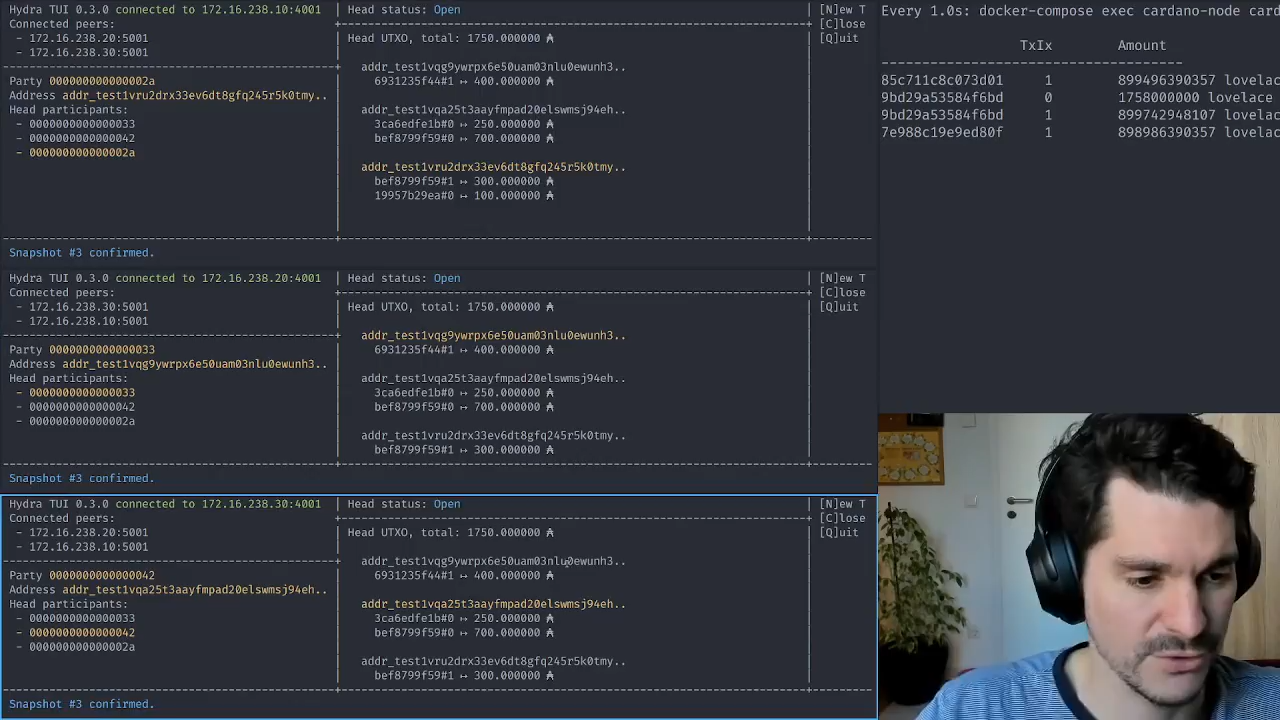 Hydra TUI 0.3.0 connected to 172.16.238.10:4001
Connected peers:
- 172.16.238.20:5001
- 172.16.238.30:5001
Party 000000000000002a
Address addr_test1vru2drx33ev6dt8gfq245r5k0tmy..
Head participants:
- 0000000000000033
- 0000000000000042
- 000000000000002a
Head status: Open
Head UTXO, total: 1750.000000 ₳
addr_test1vqg9ywrpx6e50uam03nlu0ewunh3..
6931235f44#1 ↦ 400.000000 ₳
addr_test1vqa25t3aayfmpad20elswmsj94eh..
3ca6edfe1b#0 ↦ 250.000000 ₳
bef8799f59#0 ↦ 700.000000 ₳
addr_test1vru2drx33ev6dt8gfq245r5k0tmy..
bef8799f59#1 ↦ 300.000000 ₳
19957b29ea#0 ↦ 100.000000 ₳
[N]ew T
[C]lose
[Q]uit
Snapshot #3 confirmed.
Hydra TUI 0.3.0 connected to 172.16.238.20:4001
Connected peers:
- 172.16.238.30:5001
- 172.16.238.10:5001
Party 0000000000000033
Address addr_test1vqg9ywrpx6e50uam03nlu0ewunh3..
Head participants:
- 0000000000000033
- 0000000000000042
- 000000000000002a
Head status: Open
Head UTXO, total: 1750.000000 ₳
addr_test1vqg9ywrpx6e50uam03nlu0ewunh3..
6931235f44#1 ↦ 400.000000 ₳
addr_test1vqa25t3aayfmpad20elswmsj94eh..
3ca6edfe1b#0 ↦ 250.000000 ₳
bef8799f59#0 ↦ 700.000000 ₳
addr_test1vru2drx33ev6dt8gfq245r5k0tmy..
bef8799f59#1 ↦ 300.000000 ₳
[N]ew T
[C]lose
[Q]uit
Snapshot #3 confirmed.
Hydra TUI 0.3.0 connected to 172.16.238.30:4001
Connected peers:
- 172.16.238.20:5001
- 172.16.238.10:5001
Party 0000000000000042
Address addr_test1vqa25t3aayfmpad20elswmsj94eh..
Head participants:
- 0000000000000033
- 0000000000000042
- 000000000000002a
Head status: Open
Head UTXO, total: 1750.000000 ₳
addr_test1vqg9ywrpx6e50uam03nlu0ewunh3..
6931235f44#1 ↦ 400.000000 ₳
addr_test1vqa25t3aayfmpad20elswmsj94eh..
3ca6edfe1b#0 ↦ 250.000000 ₳
bef8799f59#0 ↦ 700.000000 ₳
addr_test1vru2drx33ev6dt8gfq245r5k0tmy..
bef8799f59#1 ↦ 300.000000 ₳
[N]ew T
[C]lose
[Q]uit
Snapshot #3 confirmed.
Every 1.0s: docker-compose exec cardano-node card
TxIx Amount
85c711c8c073d01 1 899496390357 lovelace
9bd29a53584f6bd 0 1758000000 lovelace
9bd29a53584f6bd 1 899742948107 lovelac
7e988c19e9ed80f 1 898986390357 lovelac